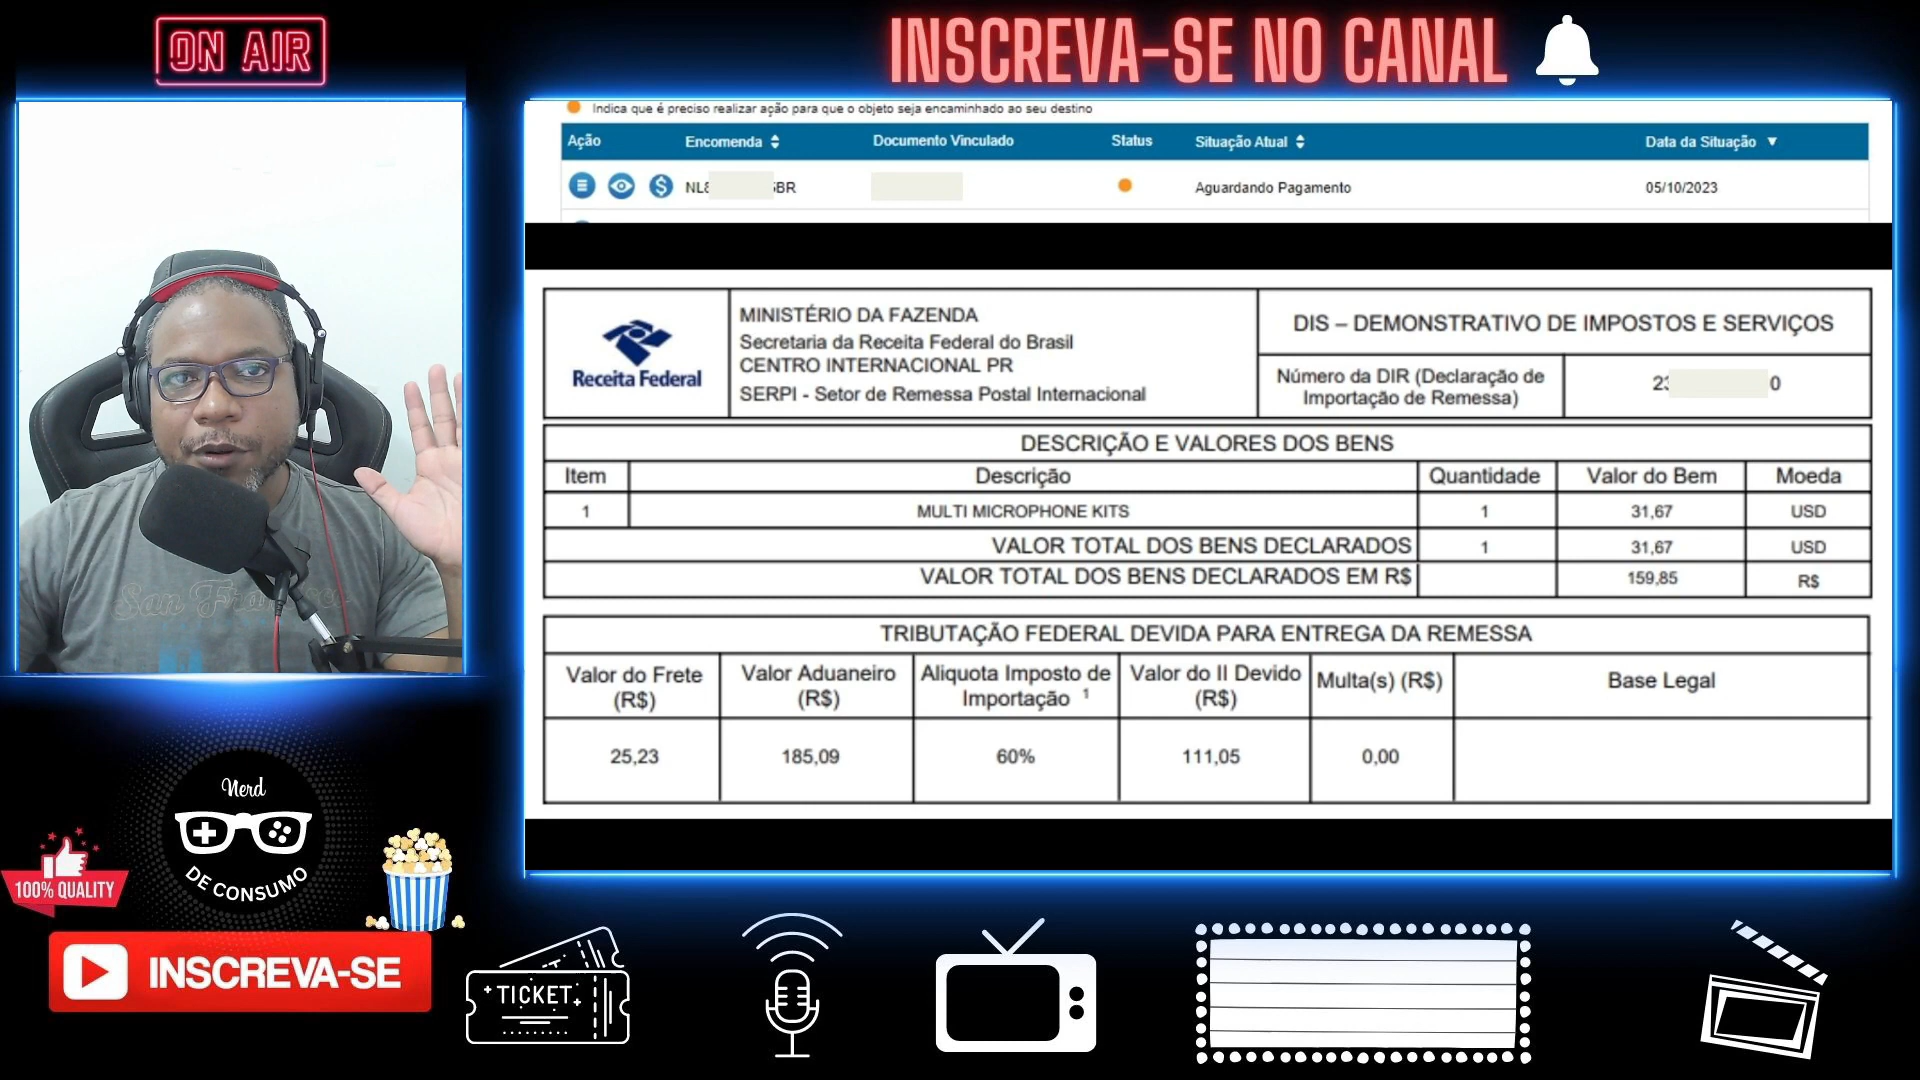 ON AIR
INSCREVA-SE NO CANAL
Indica que é preciso realizar ação para que o objeto seja encaminhado ao seu destino
Ação Encomenda Documento Vinculado Status Situação Atual Data da Situação
NL8 5BR Aguardando Pagamento 05/10/2023
Receita Federal
MINISTÉRIO DA FAZENDA
Secretaria da Receita Federal do Brasil
CENTRO INTERNACIONAL PR
SERPI - Setor de Remessa Postal Internacional
DIS – DEMONSTRATIVO DE IMPOSTOS E SERVIÇOS
Número da DIR (Declaração de
Importação de Remessa)
23 0
DESCRIÇÃO E VALORES DOS BENS
Item Descrição Quantidade Valor do Bem Moeda
1 MULTI MICROPHONE KITS 1 31,67 USD
VALOR TOTAL DOS BENS DECLARADOS 1 31,67 USD
VALOR TOTAL DOS BENS DECLARADOS EM R$ 159,85 R$
TRIBUTAÇÃO FEDERAL DEVIDA PARA ENTREGA DA REMESSA
Valor do Frete
(R$)
Valor Aduaneiro
(R$)
Aliquota Imposto de
Importação 1
Valor do II Devido
(R$)
Multa(s) (R$)
Base Legal
25,23 185,09 60% 111,05 0,00
San Fran
Nerd
DE CONSUMO
100% QUALITY
INSCREVA-SE
TICKET